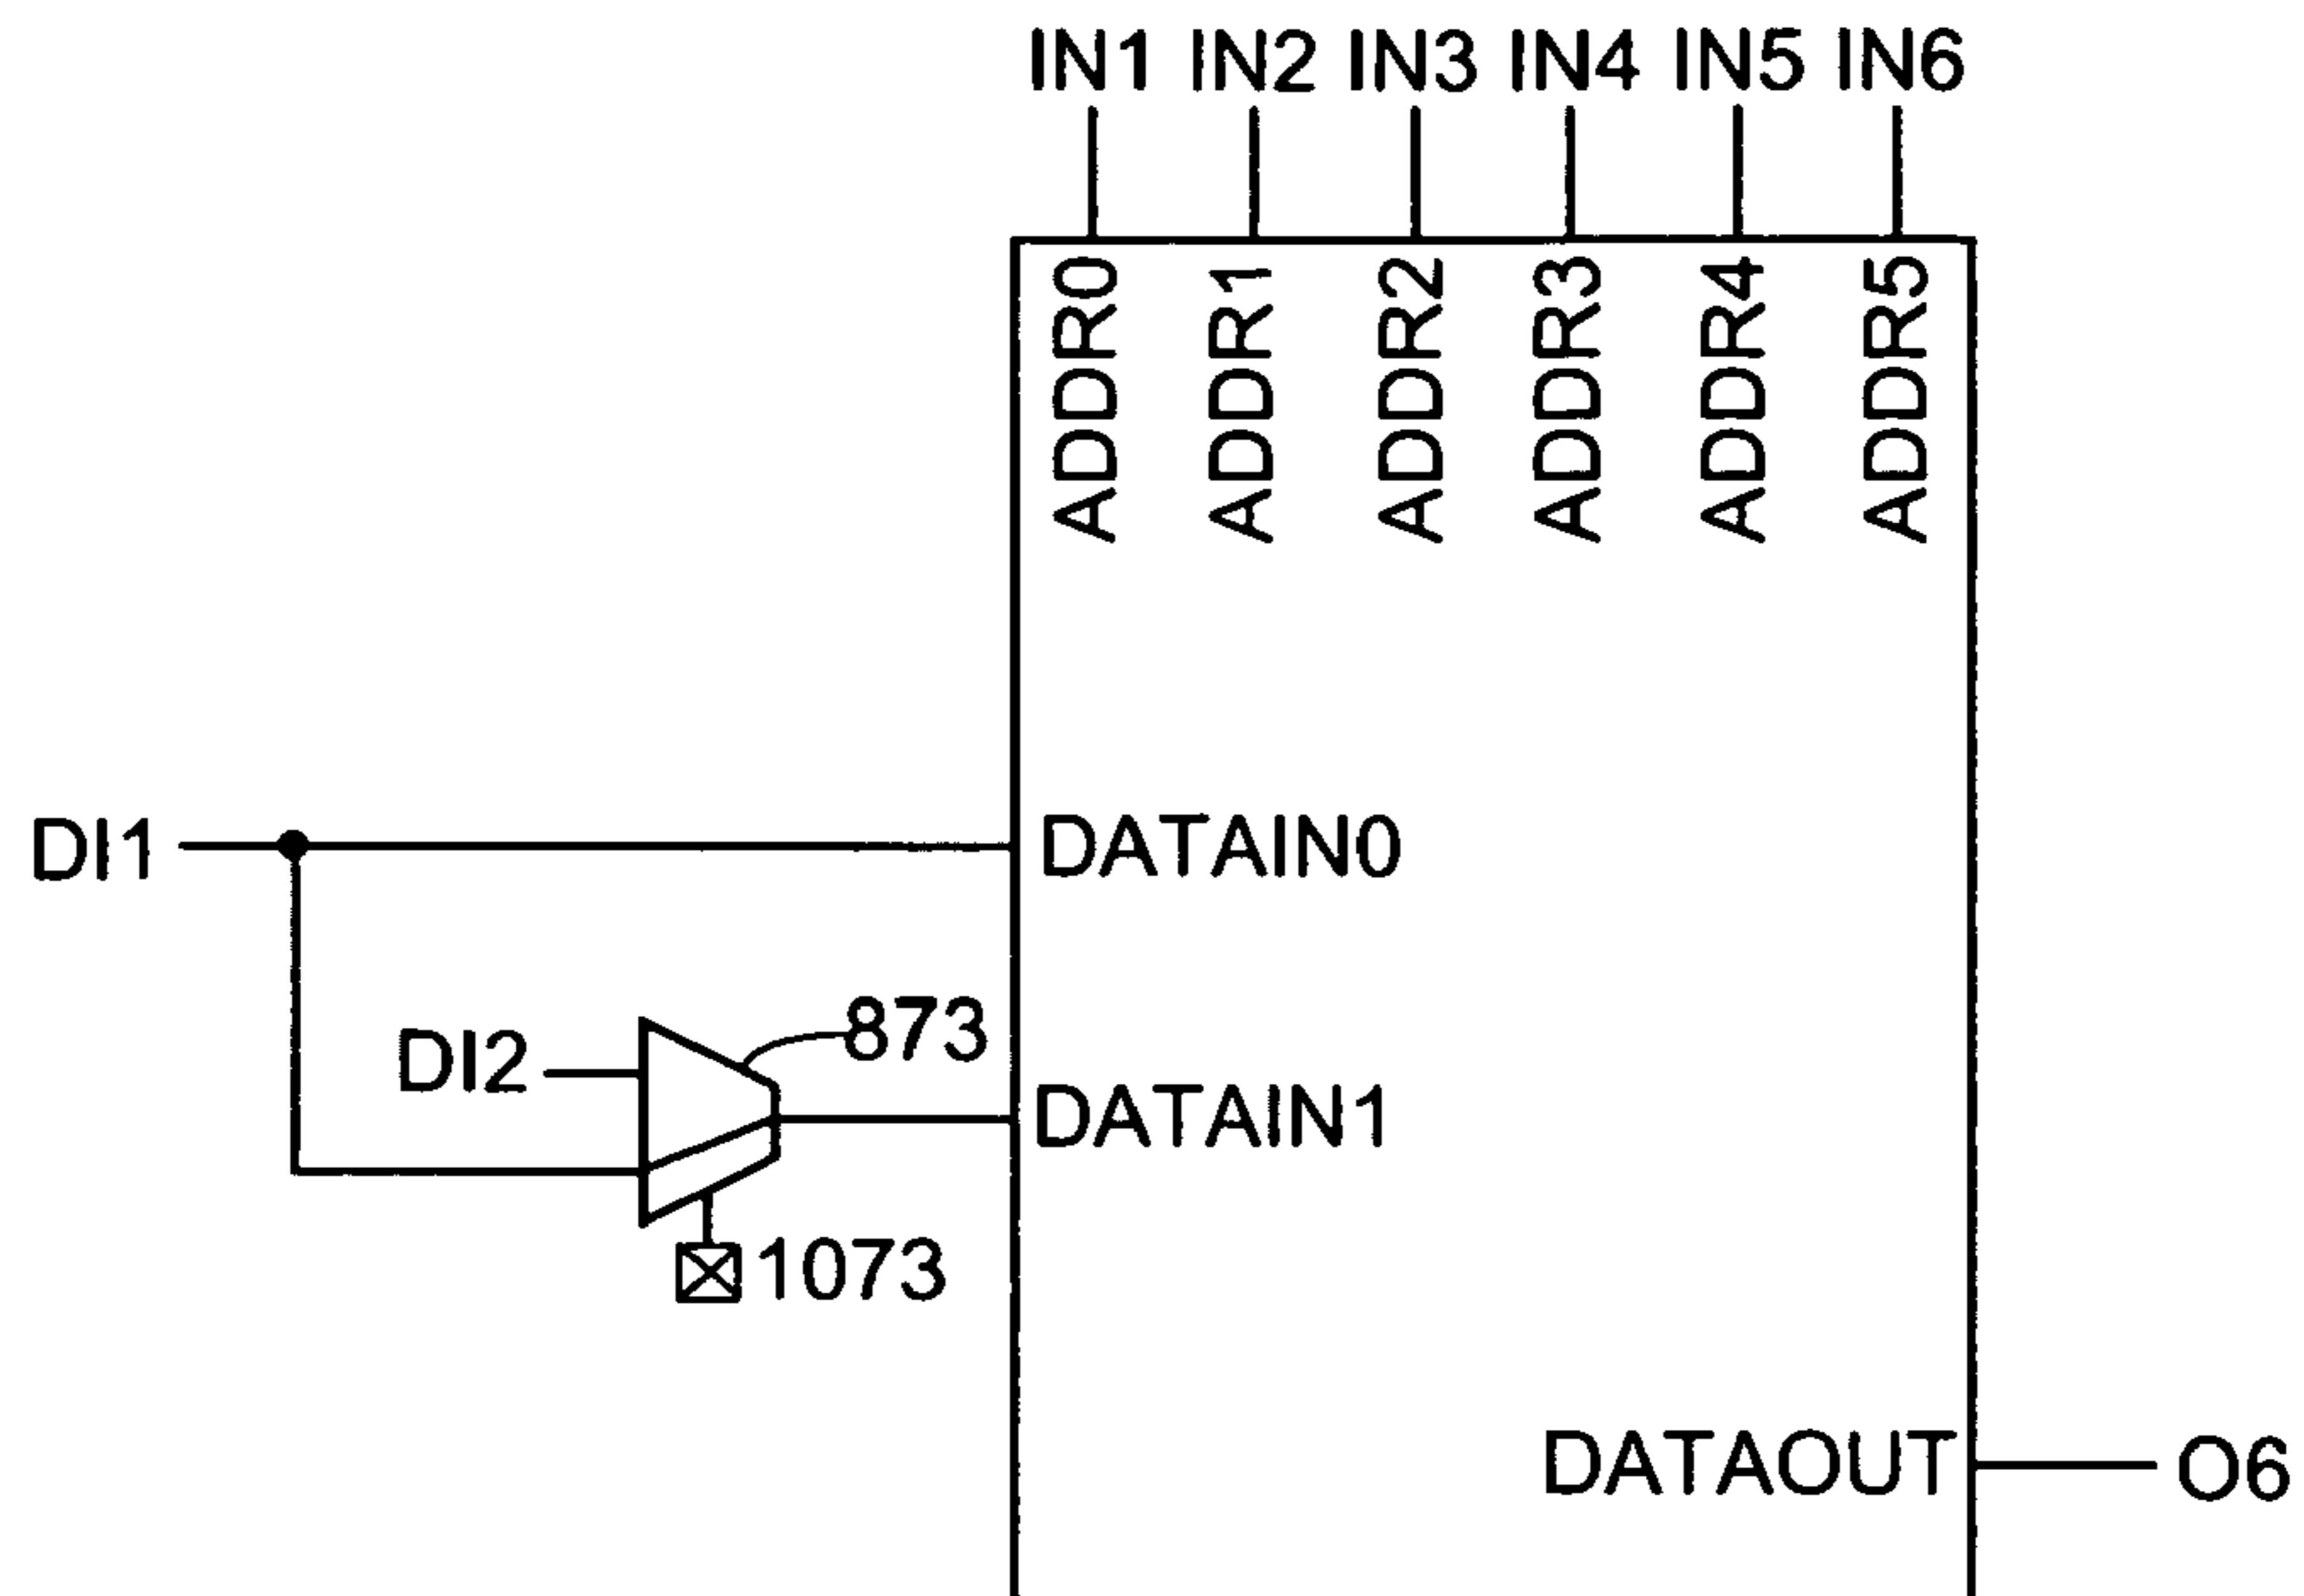 IN1 IN2 IN3 IN4 IN5 IN6
ADDR0
ADDR1
ADDR2
ADDR3
ADDR4
ADDR5
DI1
DATAIN0
873
DI2
DATAIN1
1073
DATAOUT
O6